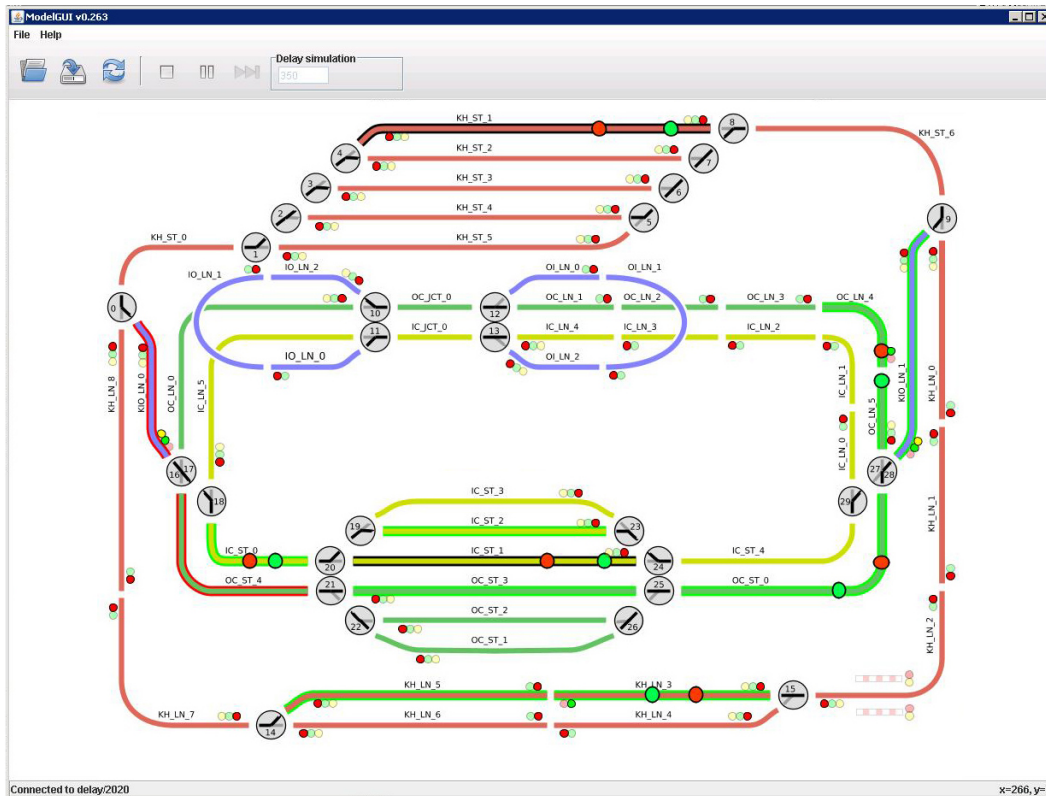 ModelGUI v0.263
File Help
Delay simulation
350
KH_ST_1
8
KH_ST_6
4
KH_ST_2
7
3
KH_ST_3
6
2
KH_ST_4
5
9
KH_ST_0
1
KH_ST_5
IO_LN_1
IO_LN_2
OI_LN_0
OI_LN_1
0
10
OC_JCT_0
12
OC_LN_1
OC_LN_2
OC_LN_3
OC_LN_4
11
IC_JCT_0
13
IC_LN_4
IC_LN_3
IC_LN_2
IO_LN_0
OI_LN_2
KH_LN_8
KIO_LN_0
OC_LN_0
IC_LN_5
IC_LN_1
OC_LN_5
KIO_LN_1
KH_LN_0
IC_LN_0
16
17
27
28
18
29
KH_LN_1
IC_ST_3
19
IC_ST_2
23
IC_ST_0
20
IC_ST_1
24
IC_ST_4
OC_ST_4
21
OC_ST_3
25
OC_ST_0
22
OC_ST_2
26
OC_ST_1
KH_LN_2
KH_LN_5
KH_LN_3
15
KH_LN_7
14
KH_LN_6
KH_LN_4
Connected to delay/2020
x=266, y=